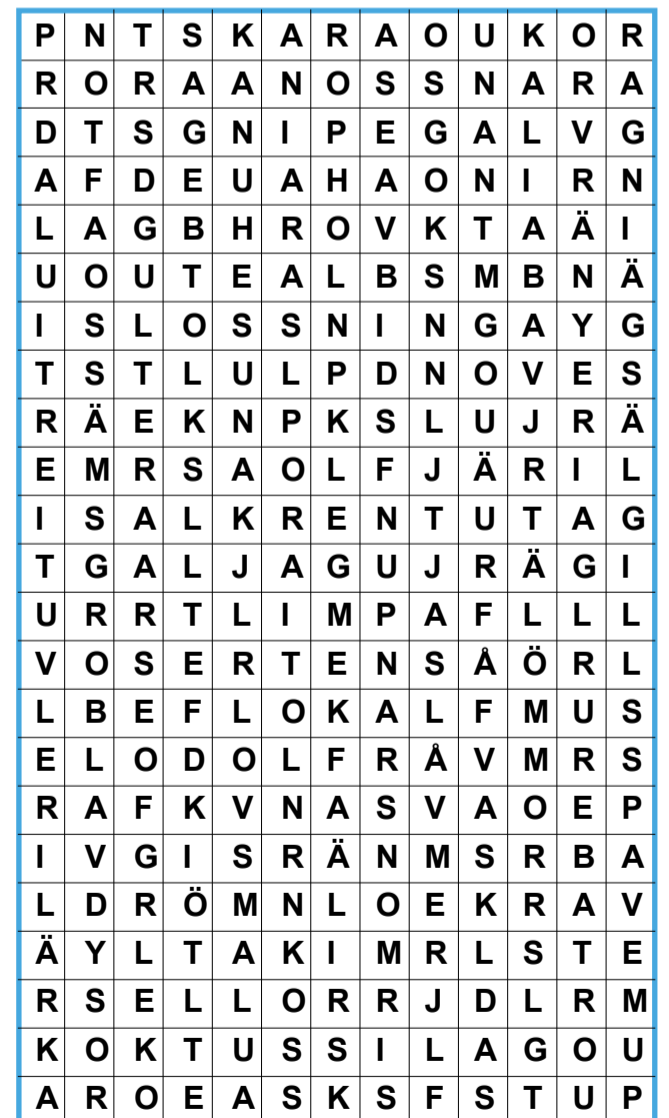 P N T S K A R A O U K O R
R O R A A N O S S N A R A
D T S G N I P E G A L V G
A F D E U A H A O N I R N
L A G B H R O V K T A Ä I
U O U T E A L B S M B N Ä
I S L O S S N I N G A Y G
T S T L U L P D N O V E S
R Ä E K N P K S L U J R Ä
E M R S A O L F J Ä R I L
I S A L K R E N T U T A G
T G A L J A G U J R Ä G I
U R R T L I M P A F L L L
V O S E R T E N S Å Ö R L
L B E F L O K A L F M U S
E L O D O L F R Å V M R S
R A F K V N A S V A O E P
I V G I S R Ä N M S R B A
L D R Ö M N L O E K R A V
Ä Y L T A K I M R L S T E
R S E L L O R R J D L R M
K O K T U S S I L A G O U
A R O E A S K S F S T U P